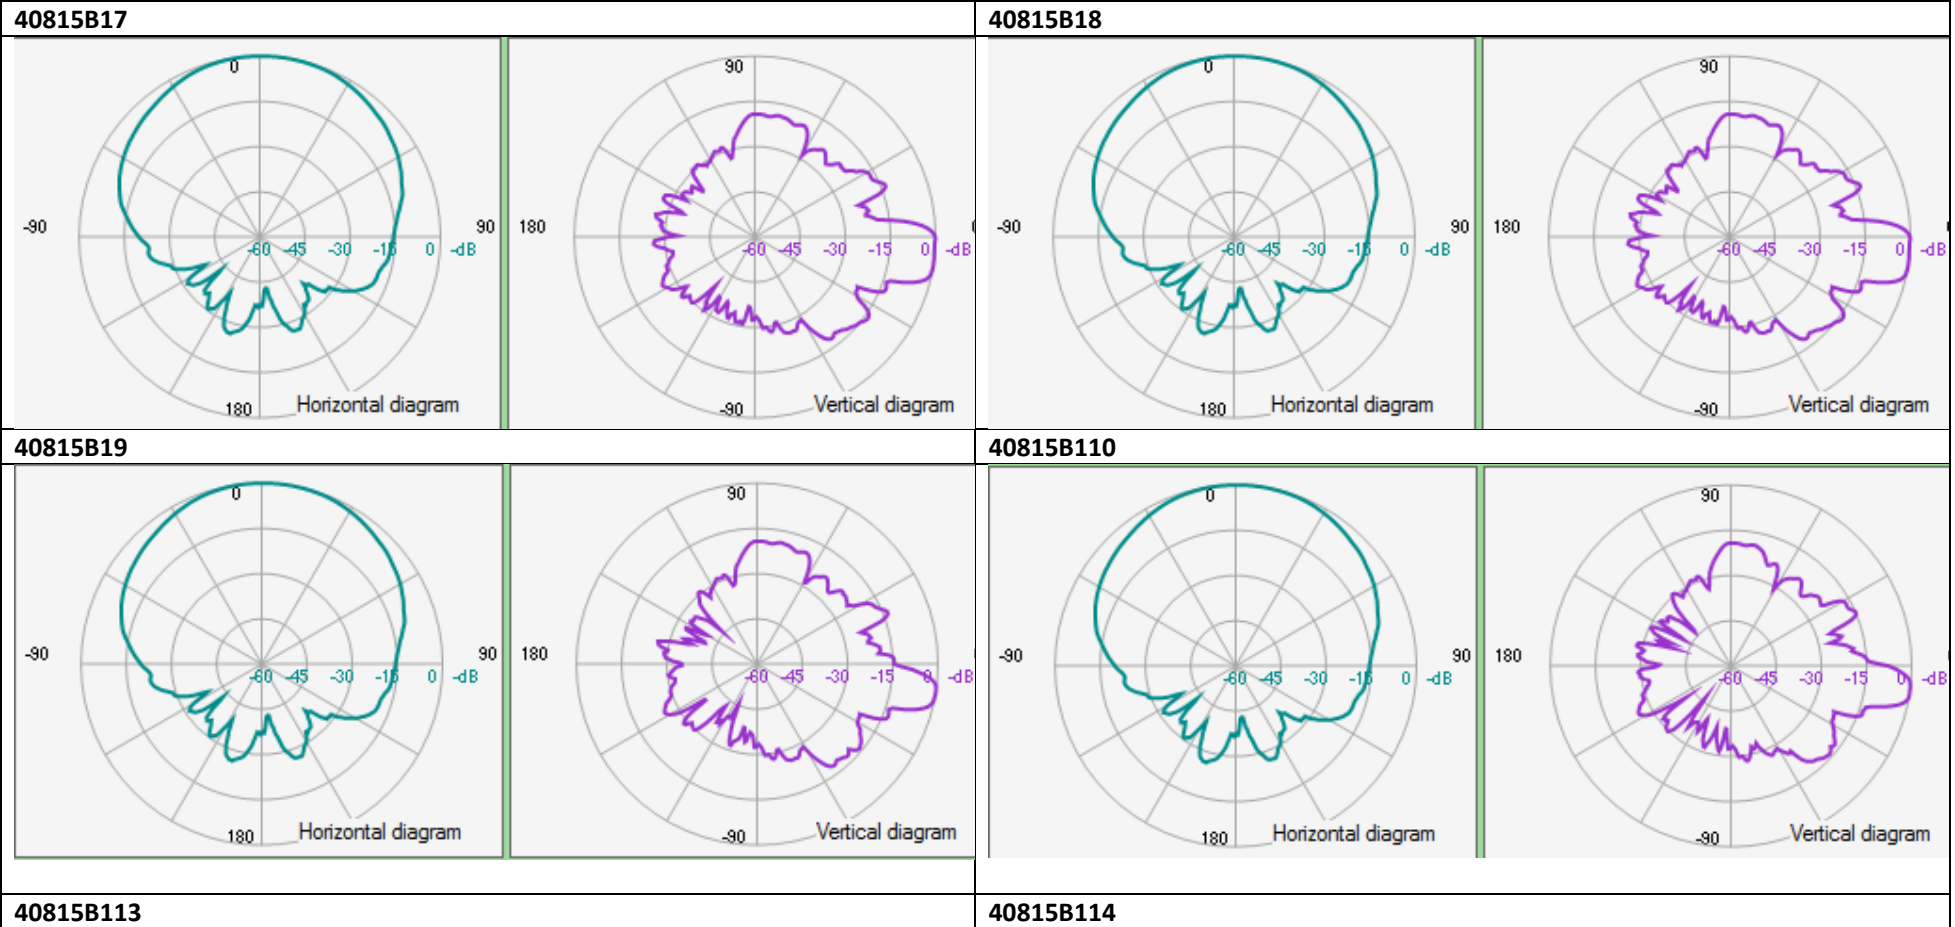 40815B17
40815B18
0
90
0
90
-90
90
180
-90
90
180
-60 -45 -30 -15 0 -dB
-60 -45 -30 -15 0 -dB
-60 -45 -30 -15 0 -dB
-60 -45 -30 -15 0 -dB
180
Horizontal diagram
-90
Vertical diagram
180
Horizontal diagram
-90
Vertical diagram
40815B19
40815B110
0
90
0
90
-90
90
180
-90
90
180
-60 -45 -30 -15 0 -dB
-60 -45 -30 -15 0 -dB
-60 -45 -30 -15 0 -dB
-60 -45 -30 -15 0 -dB
180
Horizontal diagram
-90
Vertical diagram
180
Horizontal diagram
-90
Vertical diagram
40815B113
40815B114